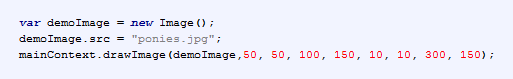 var demoImage = new Image();
demoImage.src = "ponies.jpg";
mainContext.drawImage(demoImage,50, 50, 100, 150, 10, 10, 300, 150);